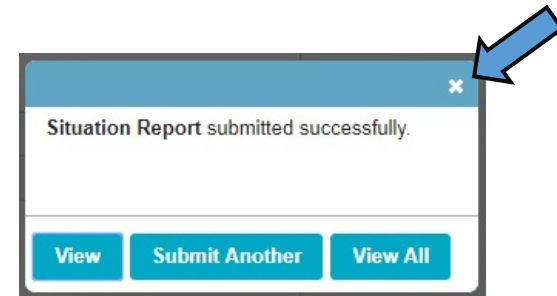 ×
Situation Report submitted successfully.
View Submit Another View All